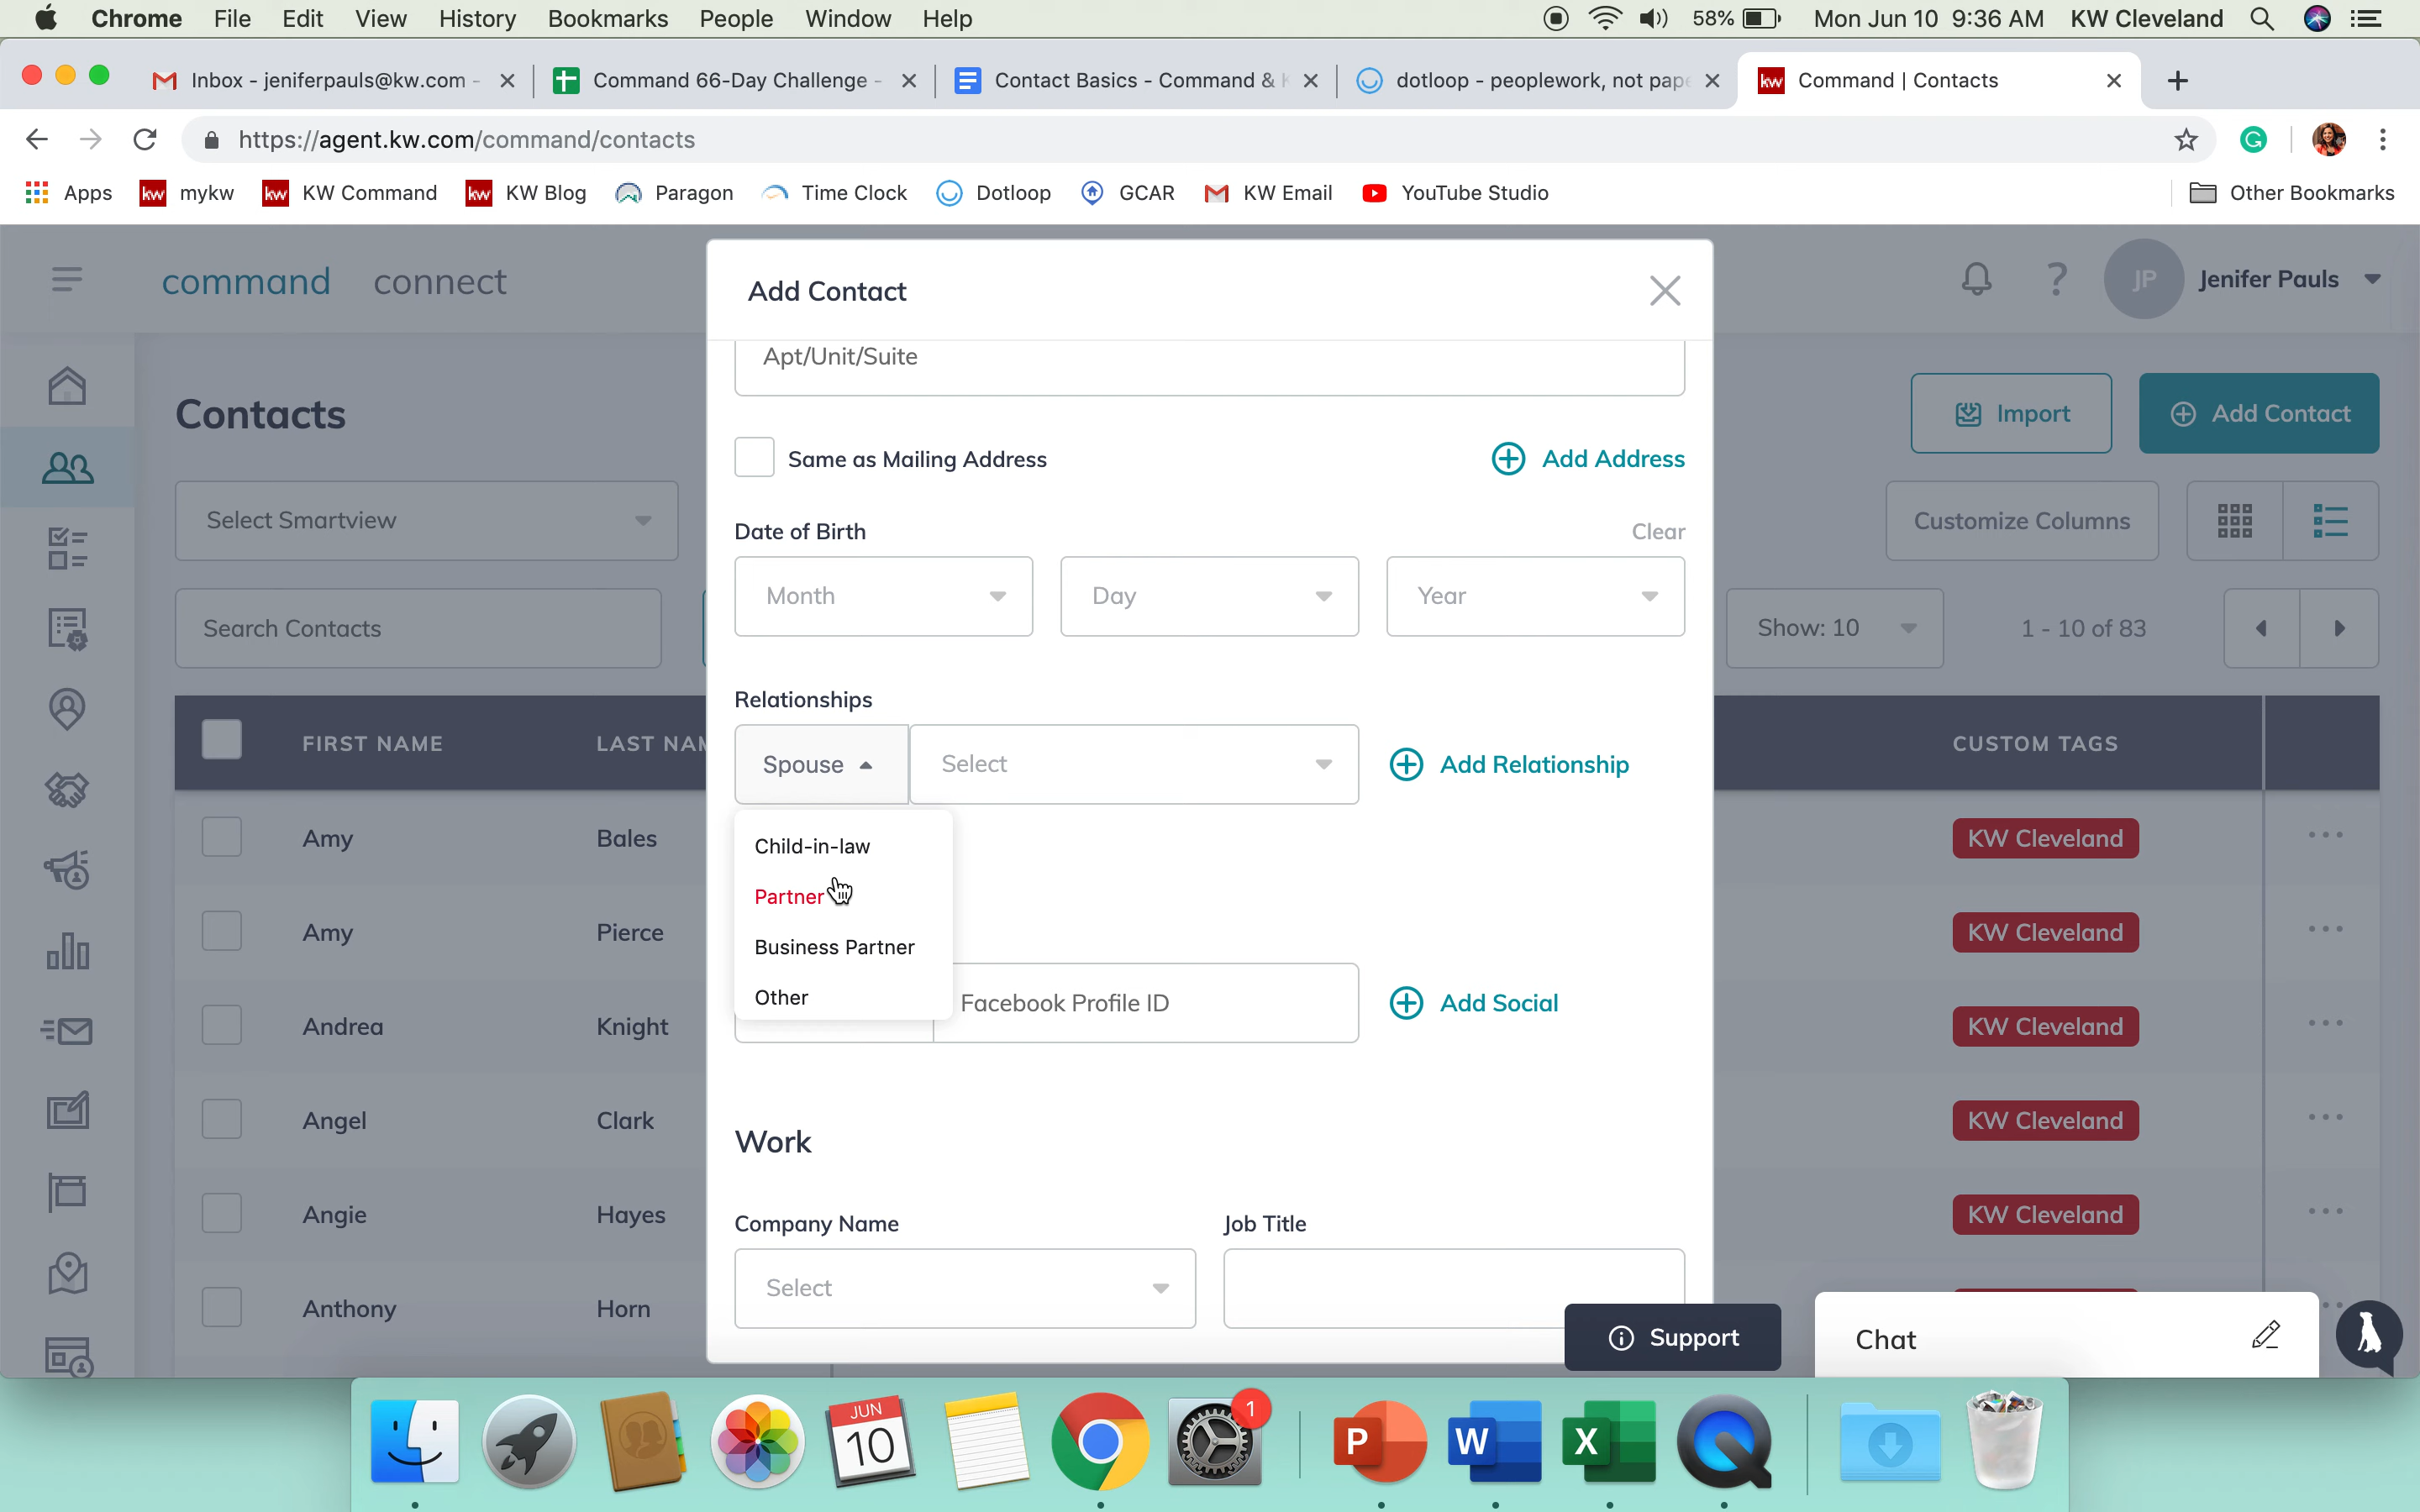 Chrome File Edit View History Bookmarks People Window Help 58% Mon Jun 10 9:36 AM KW Cleveland
Inbox - jeniferpauls@kw.com - Command 66-Day Challenge - Contact Basics - Command & dotloop - peoplework, not kw Command | Contacts
https://agent.kw.com/command/contacts
Apps kw mykw kw KW Command kw KW Blog Paragon Time Clock Dotloop GCAR KW Email YouTube Studio Other Bookmarks
command connect Add Contact ? JP Jenifer Pauls
Apt/Unit/Suite
Contacts Import Add Contact
Same as Mailing Address Add Address
Select Smartview Customize Columns
Date of Birth Clear
Month Day Year
Search Contacts Show: 10 1 - 10 of 83
Relationships
FIRST NAME LAST CUSTOM TAGS
Spouse Select Add Relationship
Amy Bales Child-in-law KW Cleveland
Partner
Amy Pierce Business Partner KW Cleveland
Other Facebook Profile ID Add Social
Andrea Knight KW Cleveland
Angel Clark Work KW Cleveland
Angie Hayes Company Name Job Title KW Cleveland
Anthony Horn Select
Support Chat
JUN
10 1 P W X